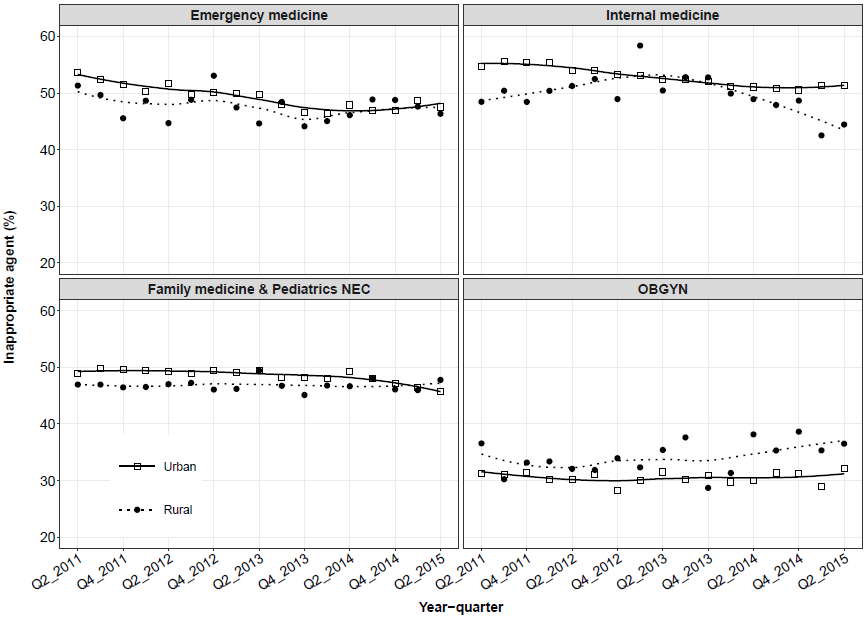 Emergency medicine
Internal medicine
60
50
40
30
20
Inappropriate agent (%)
Family medicine & Pediatrics NEC
OBGYN
60
50
40
30
20
Urban
Rural
Q2_2011
Q4_2011
Q2_2012
Q4_2012
Q2_2013
Q4_2013
Q2_2014
Q4_2014
Q2_2015
Q2_2011
Q4_2011
Q2_2012
Q4_2012
Q2_2013
Q4_2013
Q2_2014
Q4_2014
Q2_2015
Year−quarter